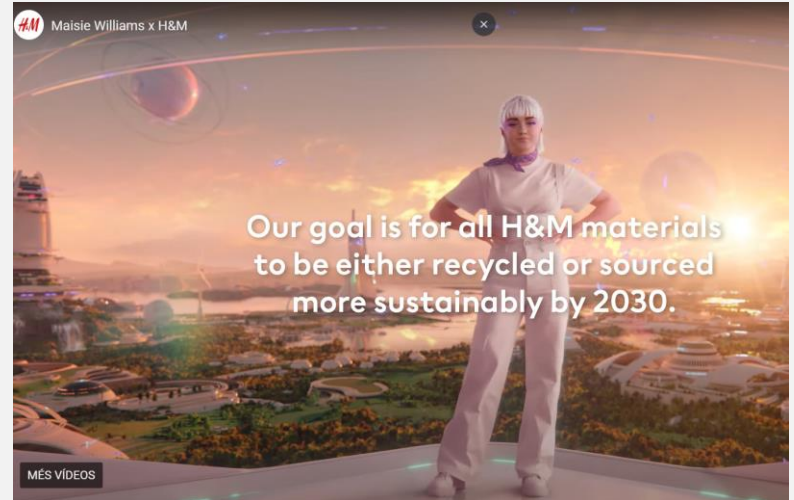 H&M Maisie Williams x H&M
Our goal is for all H&M materials
to be either recycled or sourced
more sustainably by 2030.
MÉS VÍDEOS